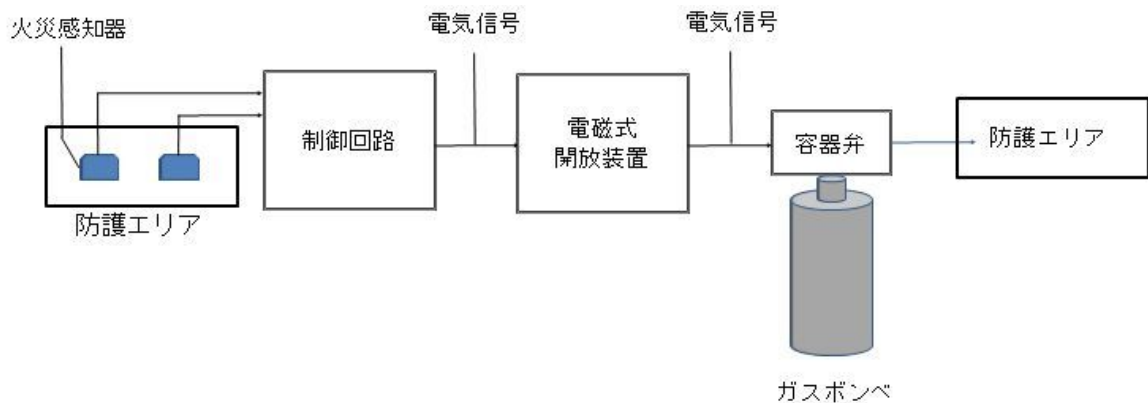 火災感知器
電気信号
電気信号
制御回路
電磁式
開放装置
容器弁
防護エリア
防護エリア
ガスボンベ